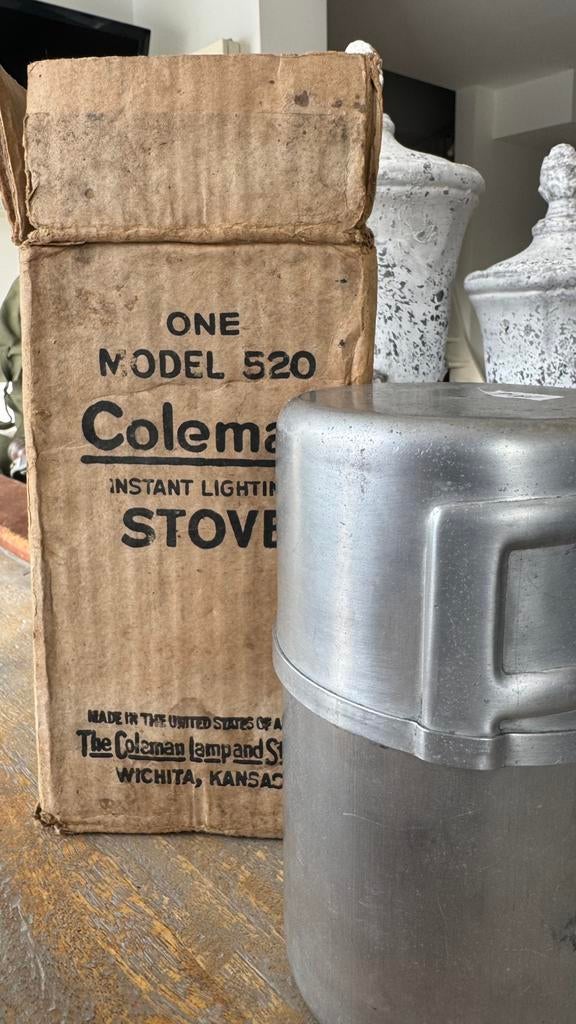 ONE
MODEL 520
Colema
INSTANT LIGHTIN
STOVE
MADE IN THE UNITED STATES OF A
The Coleman Lamp and St
WICHITA, KANSAS